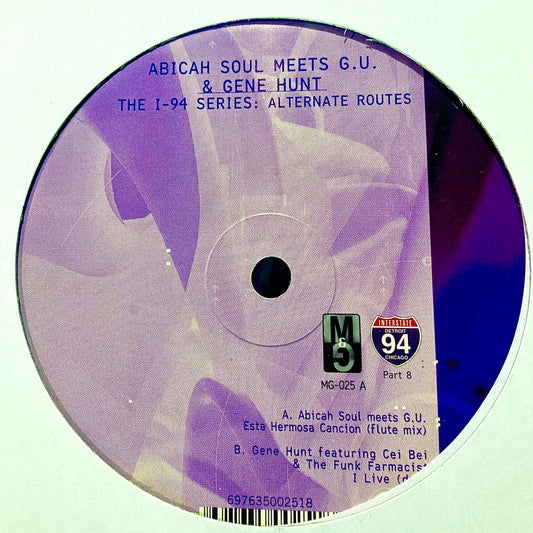 ABICAH SOUL MEETS G.U.
& GENE HUNT
THE I-94 SERIES: ALTERNATE ROUTES
M
&
G
INTERSTATE
DETROIT
94
CHICAGO
MG-025 A
Part 8
A. Abicah Soul meets G.U.
Esta Hermosa Cancion (flute mix)
B. Gene Hunt featuring Cei Bei
& The Funk Farmacist
I Live (d
697635002518